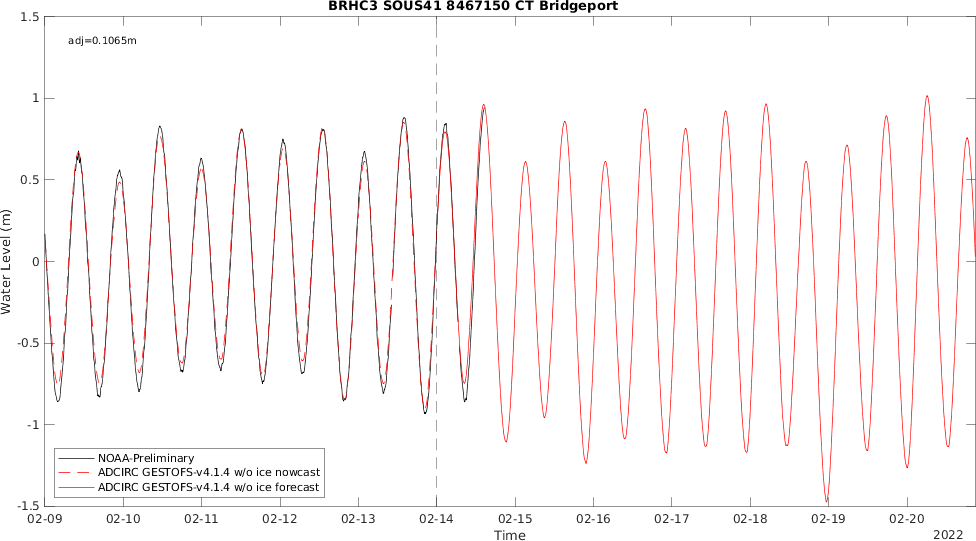 BRHC3 SOUS41 8467150 CT Bridgeport
1.5
adj=0.1065m
1
0.5
0
-0.5
-1
-1.5
Water Level (m)
NOAA-Preliminary
ADCIRC GESTOFS-v4.1.4 w/o ice nowcast
ADCIRC GESTOFS-v4.1.4 w/o ice forecast
02-09 02-10 02-11 02-12 02-13 02-14 02-15 02-16 02-17 02-18 02-19 02-20
Time
2022